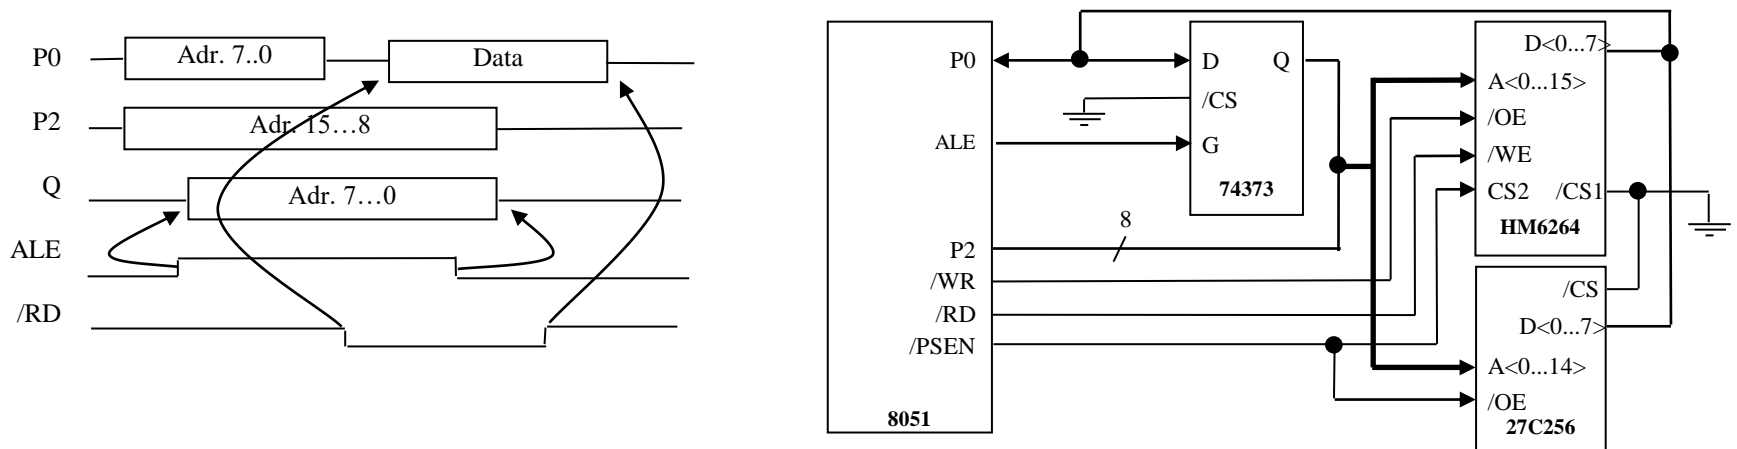 P0 Adr. 7..0 Data
P2 Adr. 15…8
Q Adr. 7…0
ALE
/RD
P0
ALE
P2
8
/WR
/RD
/PSEN
8051
D Q
/CS
G
74373
D<0...7>
A<0...15>
/OE
/WE
CS2 /CS1
HM6264
/CS
D<0...7>
A<0...14>
/OE
27C256